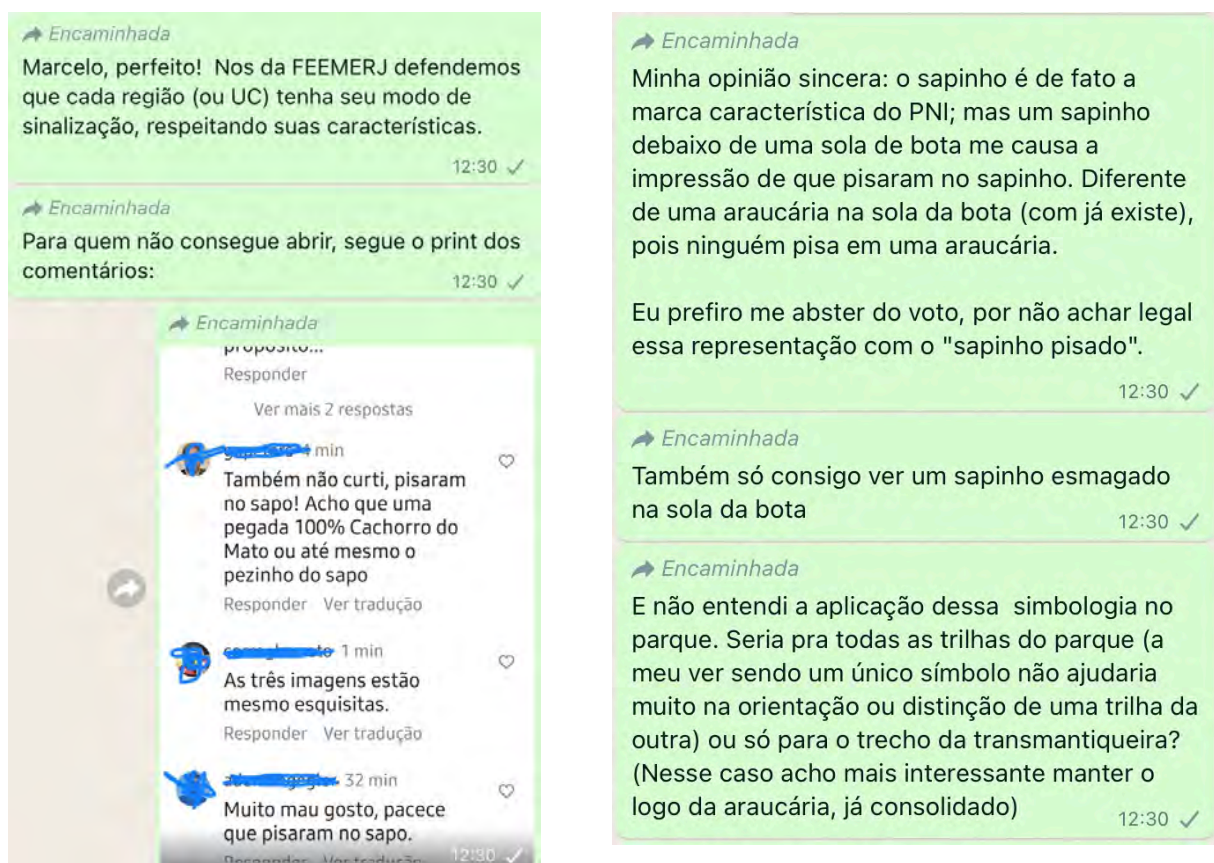 Encaminhada
Marcelo, perfeito! Nos da FEEMERJ defendemos
que cada região (ou UC) tenha seu modo de
sinalização, respeitando suas características.
12:30
Encaminhada
Para quem não consegue abrir, segue o print dos
comentários:
12:30
Encaminhada
proposito...
Responder
Ver mais 2 respostas
min
Também não curti, pisaram
no sapo! Acho que uma
pegada 100% Cachorro do
Mato ou até mesmo o
pezinho do sapo
Responder Ver tradução
1 min
As três imagens estão
mesmo esquisitas.
Responder Ver tradução
32 min
Muito mau gosto, pacece
que pisaram no sapo.
12:30
Responder Ver tradução
Encaminhada
Minha opinião sincera: o sapinho é de fato a
marca característica do PNI; mas um sapinho
debaixo de uma sola de bota me causa a
impressão de que pisaram no sapinho. Diferente
de uma araucária na sola da bota (com já existe),
pois ninguém pisa em uma araucária.
Eu prefiro me abster do voto, por não achar legal
essa representação com o "sapinho pisado".
12:30
Encaminhada
Também só consigo ver um sapinho esmagado
na sola da bota
12:30
Encaminhada
E não entendi a aplicação dessa simbologia no
parque. Seria pra todas as trilhas do parque (a
meu ver sendo um único símbolo não ajudaria
muito na orientação ou distinção de uma trilha da
outra) ou só para o trecho da transmantiqueira?
(Nesse caso acho mais interessante manter o
logo da araucária, já consolidado)
12:30